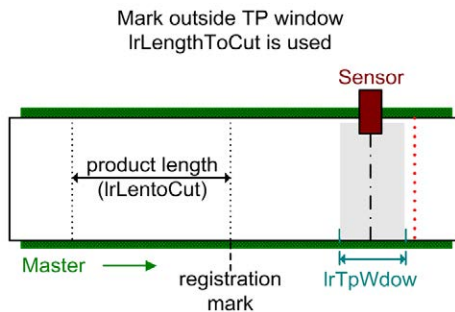 Mark outside TP window
lrLengthToCut is used
Sensor
product length
(lrLentoCut)
Master
registration
mark
lrTpWdow